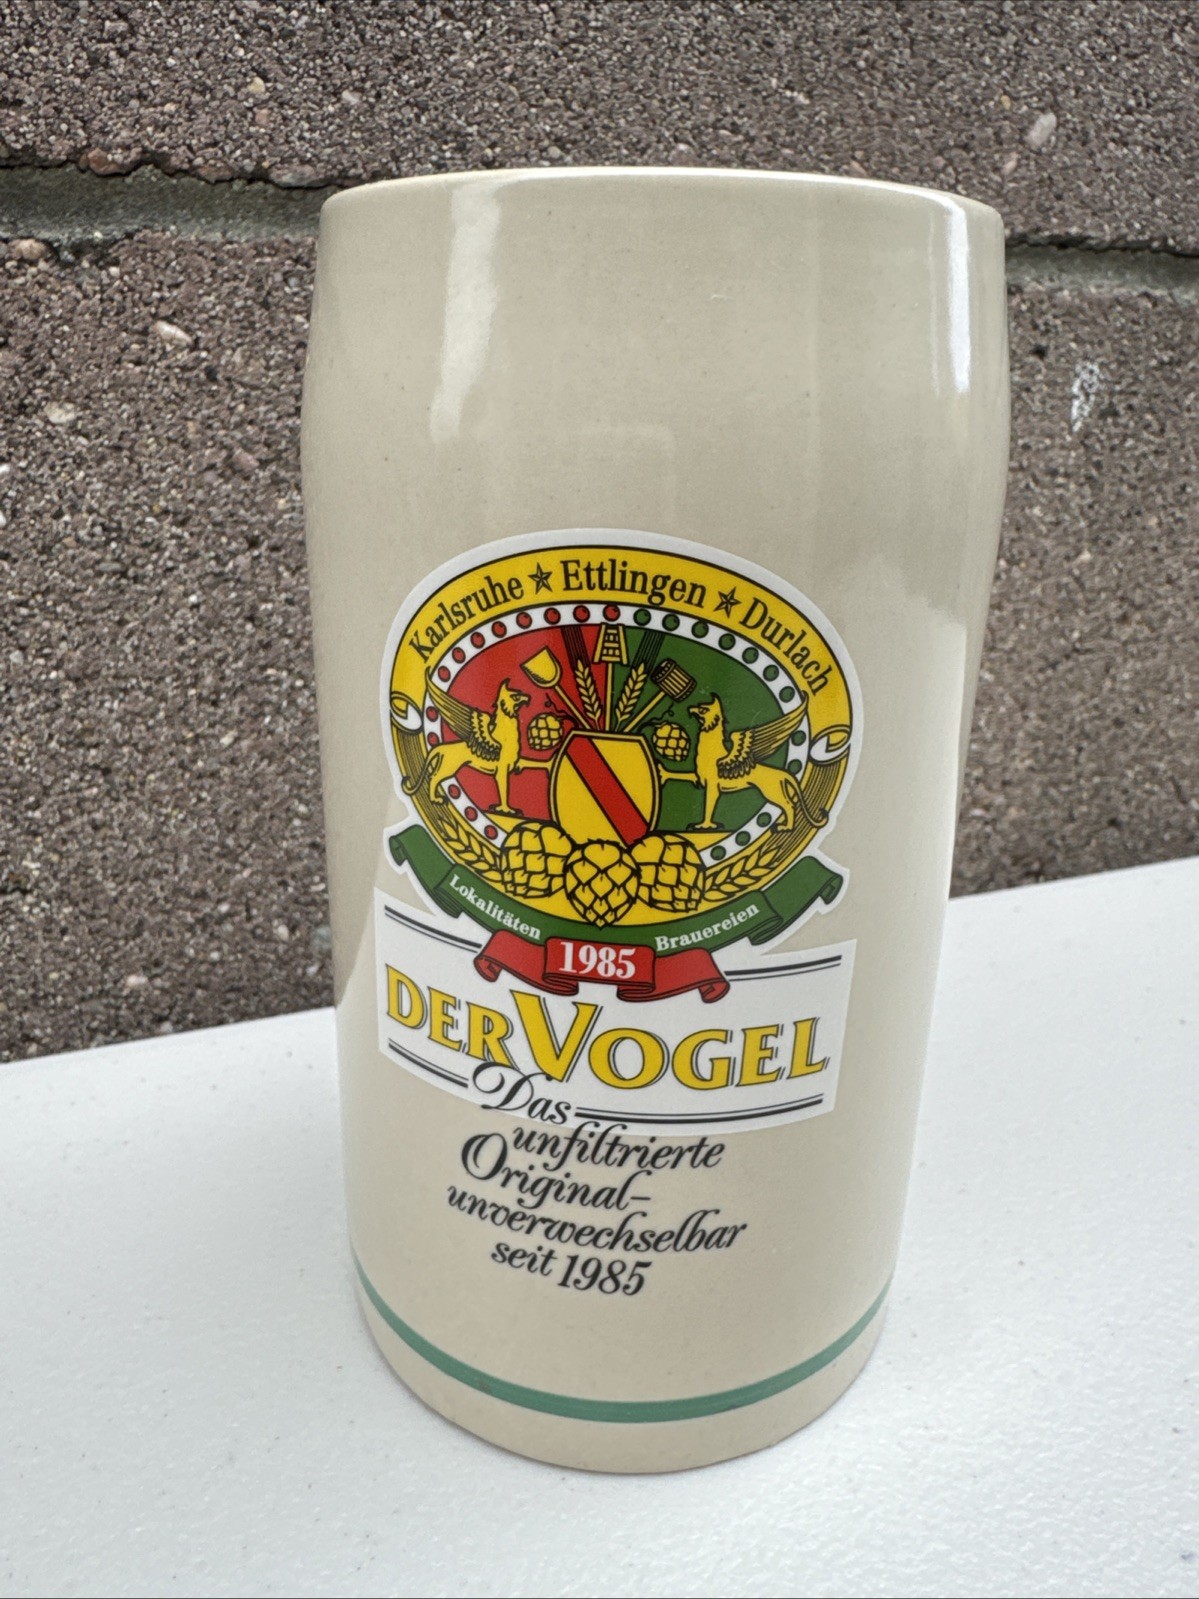 Karlsruhe ★ Ettlingen ★ Durlach
Lokalitäten Brauereien
1985
DER VOGEL
Das
unfiltrierte
Original-
unverwechselbar
seit 1985